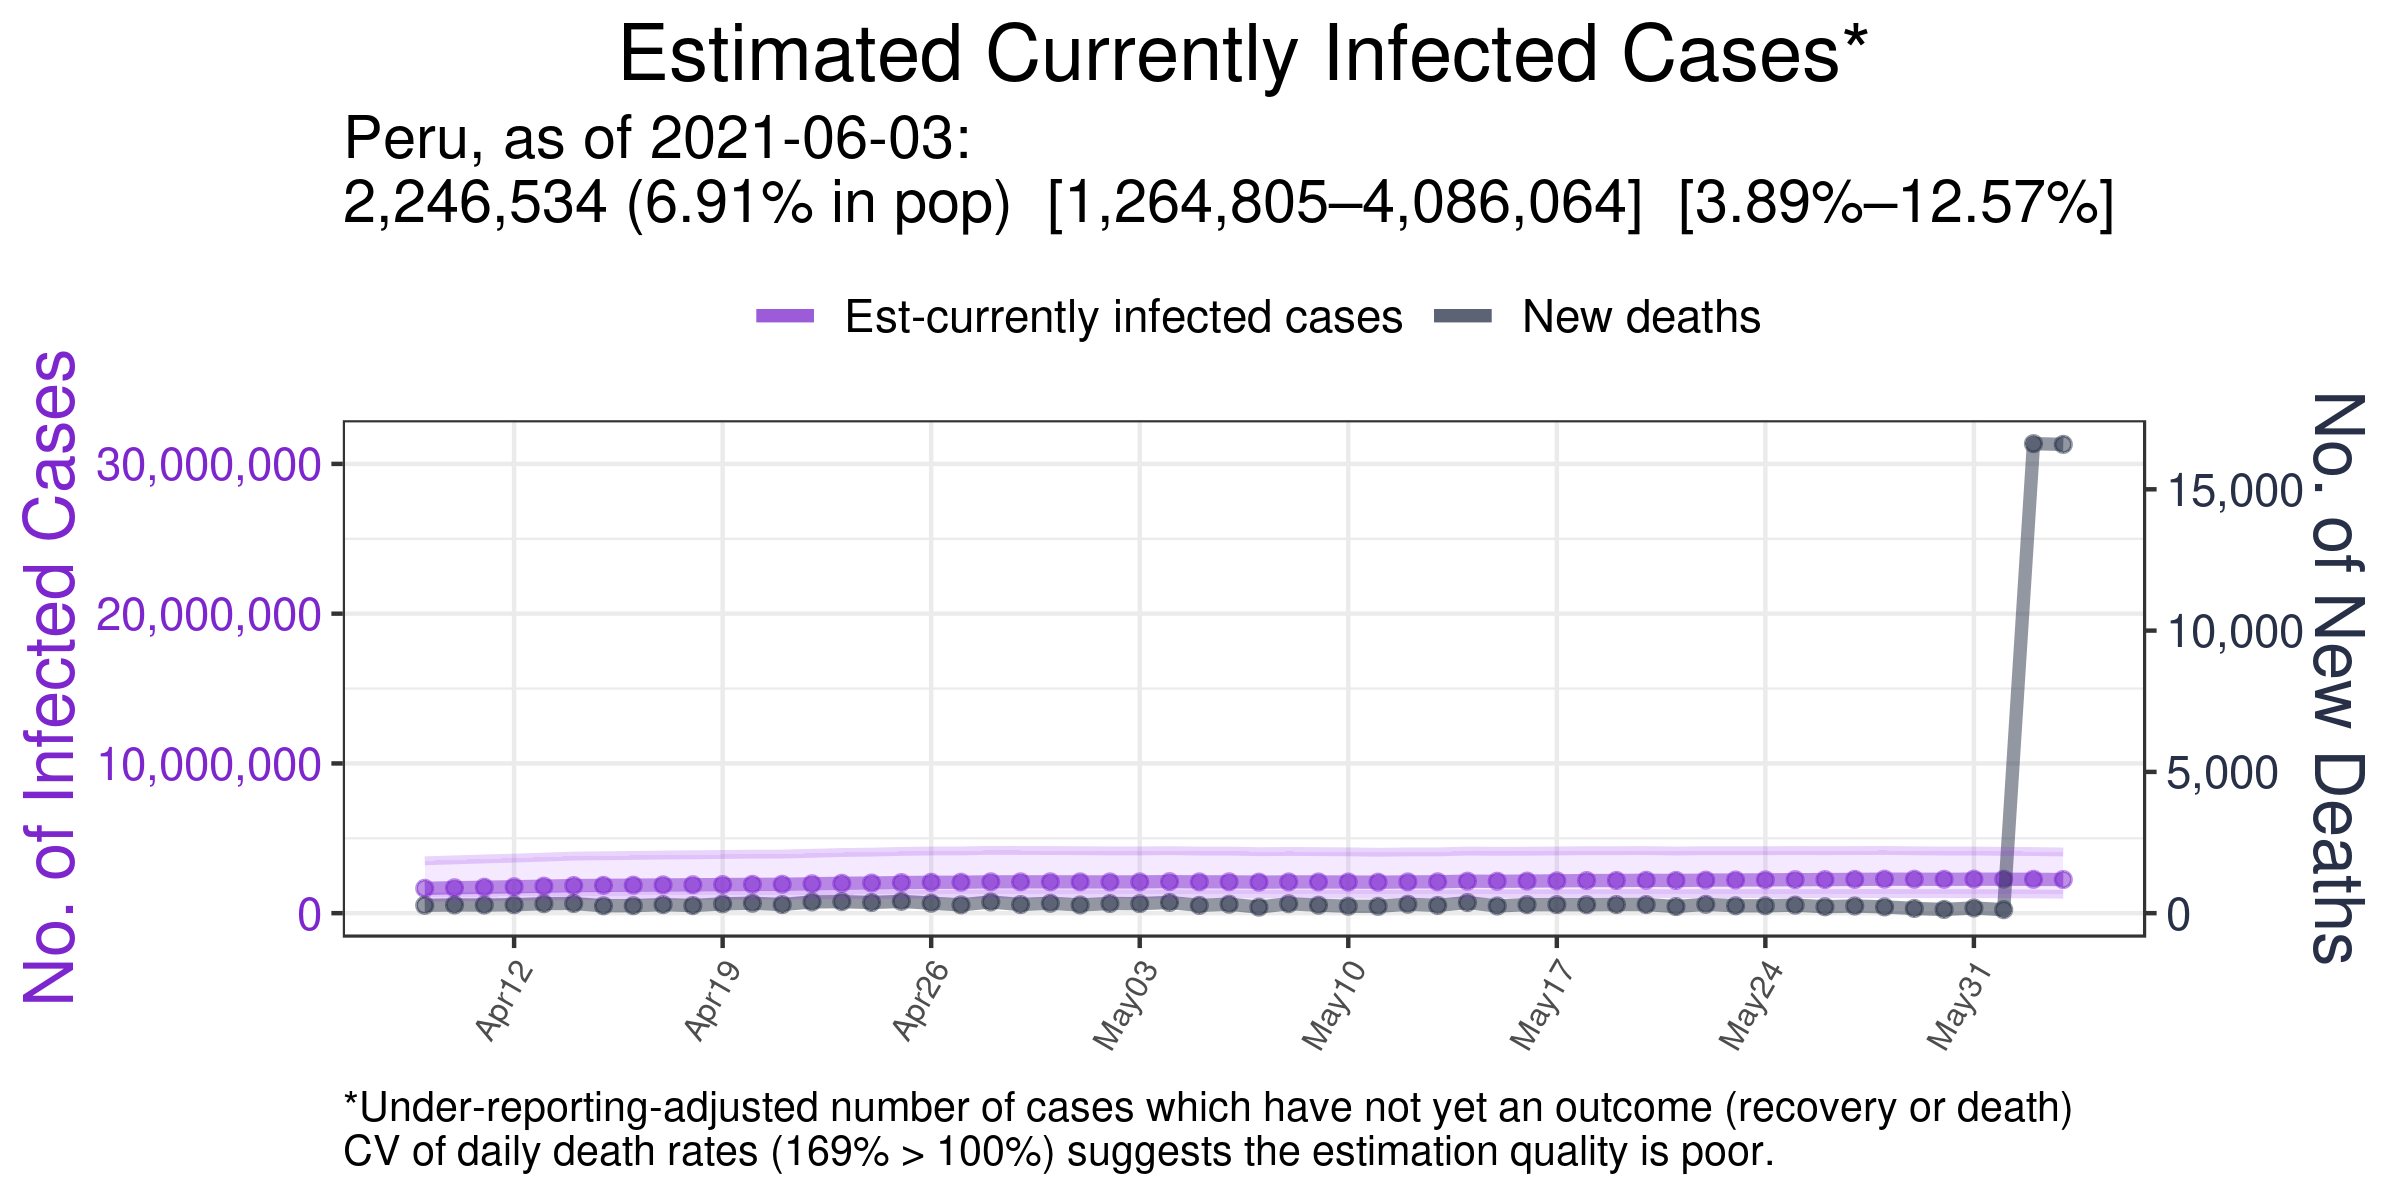 Estimated Currently Infected Cases*
Peru, as of 2021-06-03:
2,246,534 (6.91% in pop) [1,264,805–4,086,064] [3.89%–12.57%]
Est-currently infected cases New deaths
No. of Infected Cases
30,000,000
20,000,000
10,000,000
0
15,000
10,000
5,000
0
No. of New Deaths
Apr12 Apr19 Apr26 May03 May10 May17 May24 May31
*Under-reporting-adjusted number of cases which have not yet an outcome (recovery or death)
CV of daily death rates (169% > 100%) suggests the estimation quality is poor.